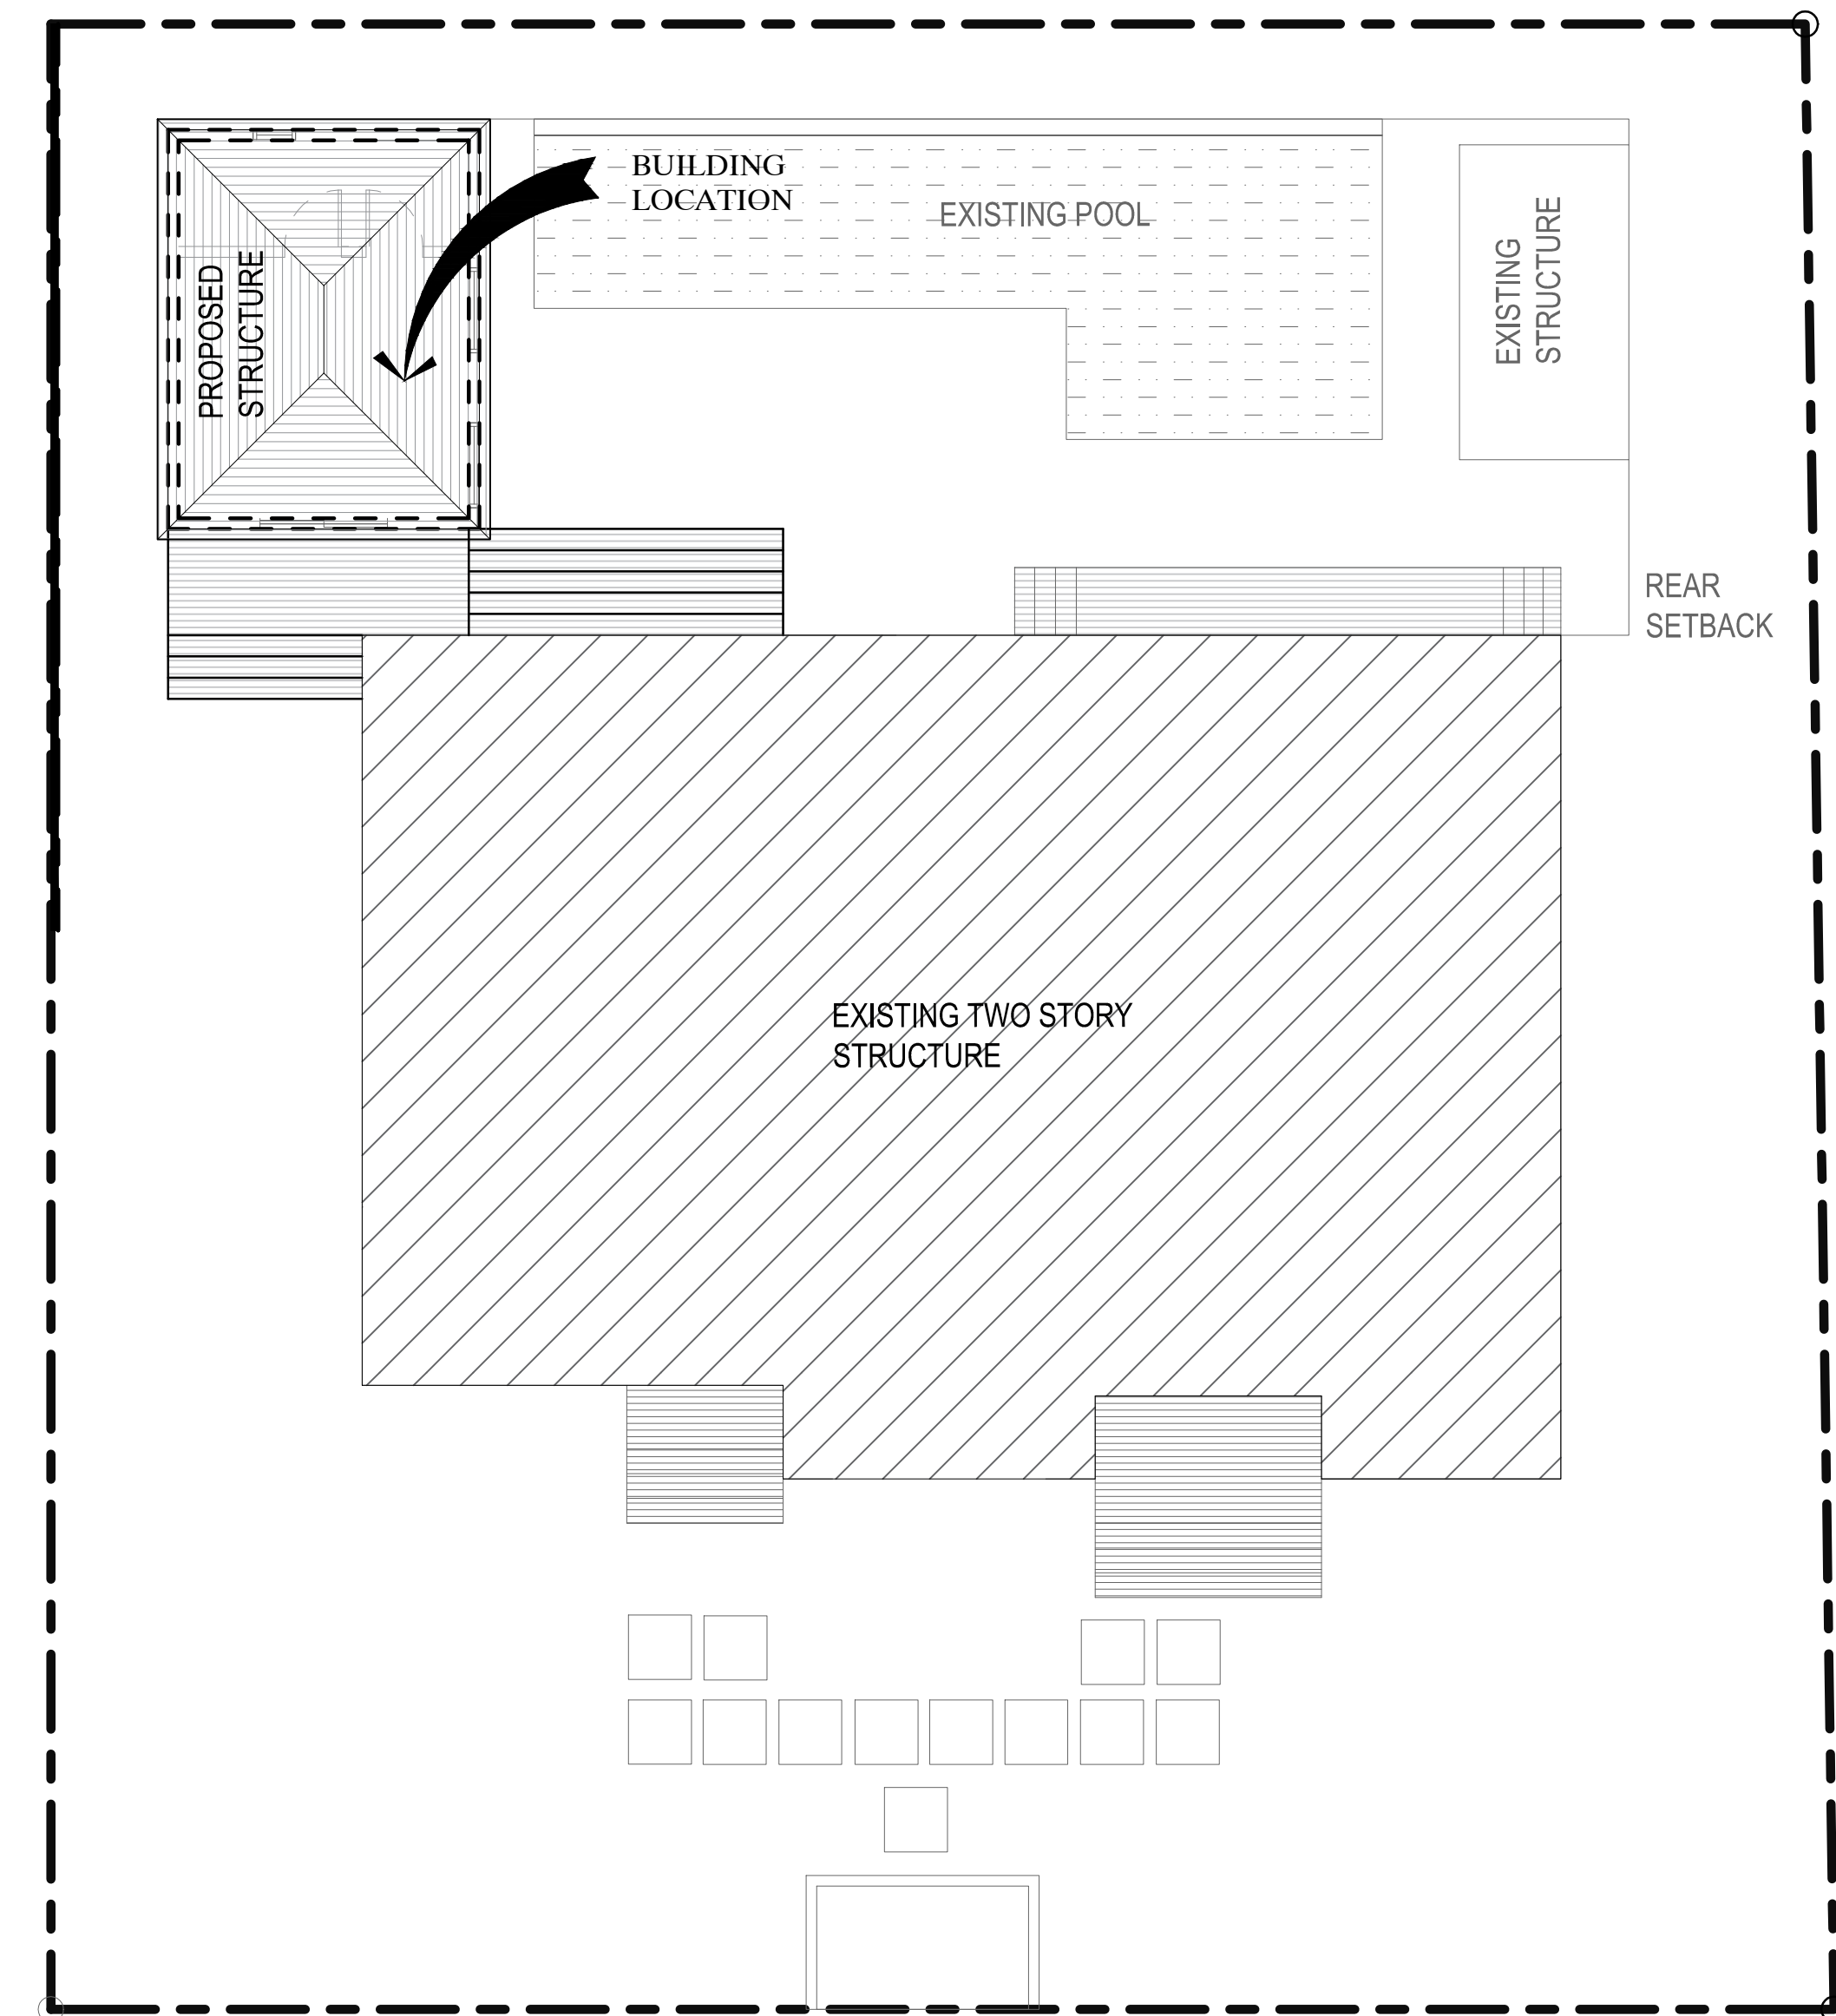 BUILDING
LOCATION
EXISTING POOL
PROPOSED
STRUCTURE
EXISTING
STRUCTURE
REAR
SETBACK
EXISTING TWO STORY
STRUCTURE